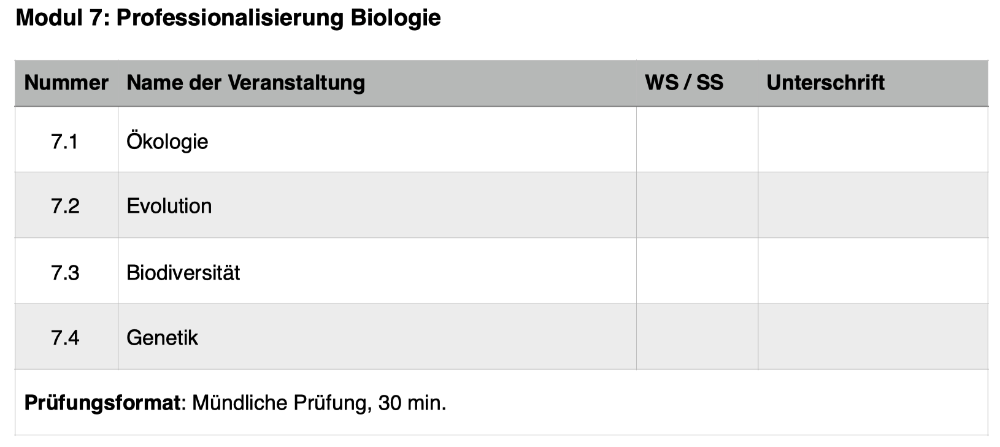 Modul 7: Professionalisierung Biologie
Nummer Name der Veranstaltung WS / SS Unterschrift
7.1 Ökologie
7.2 Evolution
7.3 Biodiversität
7.4 Genetik
Prüfungsformat: Mündliche Prüfung, 30 min.